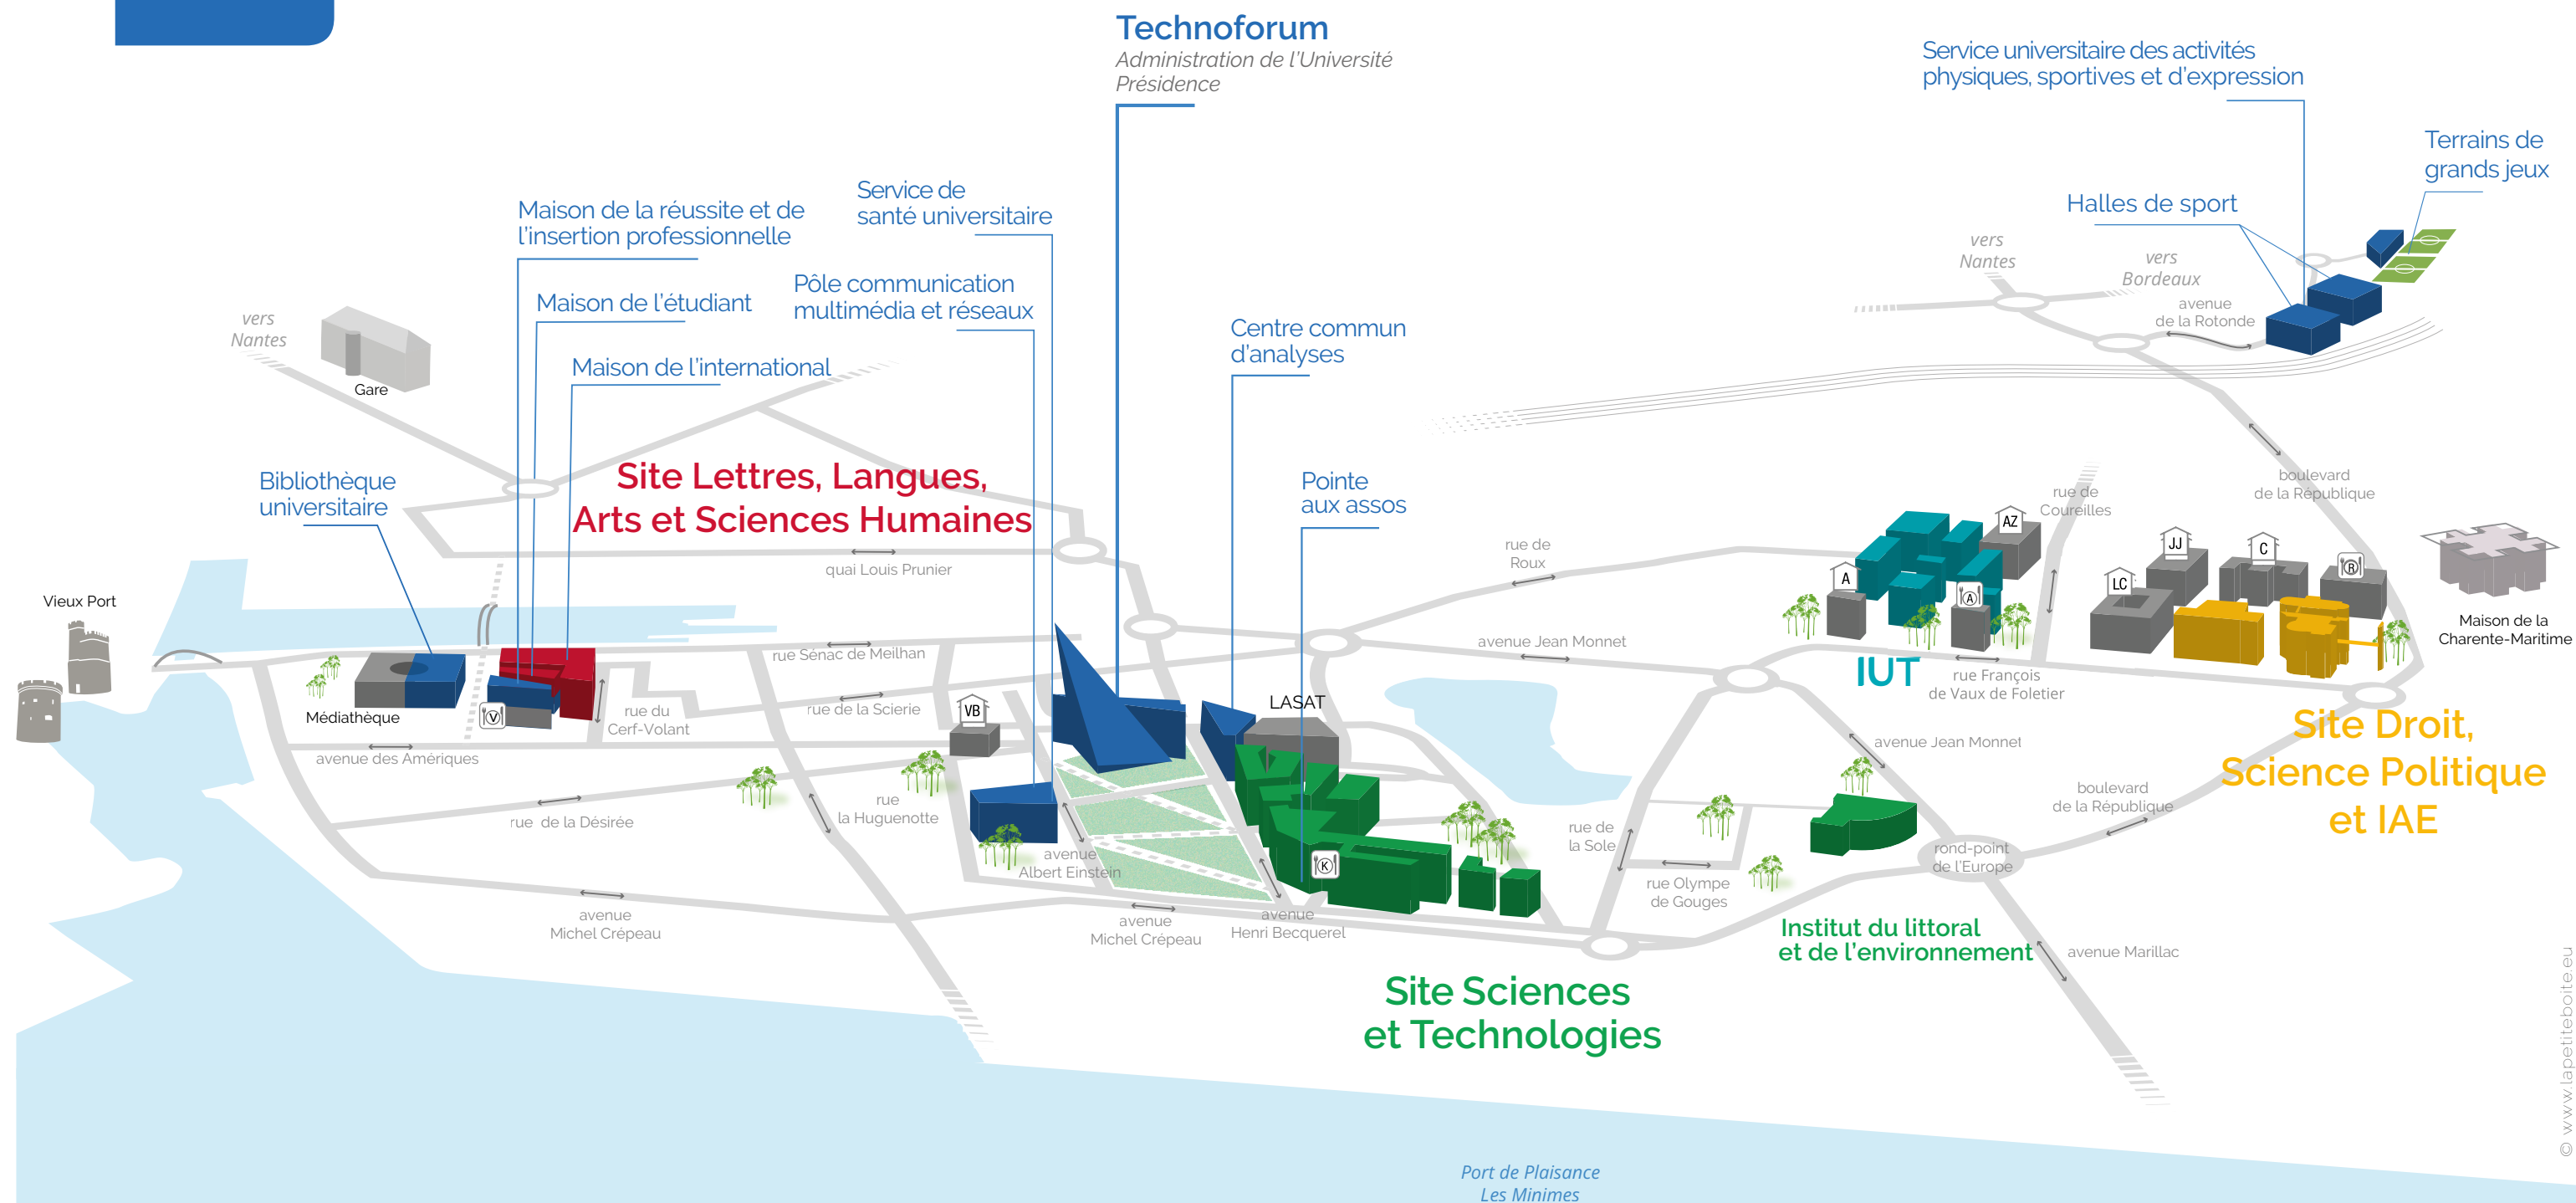 Technoforum
Administration de l'Université
Présidence
Service universitaire des activités
physiques, sportives et d'expression
Terrains de
grands jeux
Halles de sport
Service de
santé universitaire
Maison de la réussite et de
l'insertion professionnelle
Pôle communication
multimédia et réseaux
Maison de l'étudiant
Maison de l'international
Centre commun
d'analyses
vers
Nantes
Gare
vers
Nantes
vers
Bordeaux
avenue
de la Rotonde
Bibliothèque
universitaire
Site Lettres, Langues,
Arts et Sciences Humaines
Pointe
aux assos
boulevard
de la République
rue de
Coureilles
quai Louis Prunier
rue de
Roux
AZ
JJ
C
R
A
LC
A
Vieux Port
Maison de la
Charente-Maritime
rue Sénac de Meilhan
avenue Jean Monnet
IUT
rue François
de Vaux de Foletier
Médiathèque
V
rue du
Cerf-Volant
rue de la Scierie
VB
LASAT
avenue des Amériques
avenue Jean Monnet
Site Droit,
Science Politique
et IAE
rue de la Désirée
rue
la Huguenotte
boulevard
de la République
rue de
la Sole
avenue
Albert Einstein
K
rond-point
de l'Europe
rue Olympe
de Gouges
avenue
Michel Crépeau
avenue
Michel Crépeau
avenue
Henri Becquerel
Institut du littoral
et de l'environnement
avenue Marillac
Site Sciences
et Technologies
Port de Plaisance
Les Minimes
© www.lapetiteboite.eu